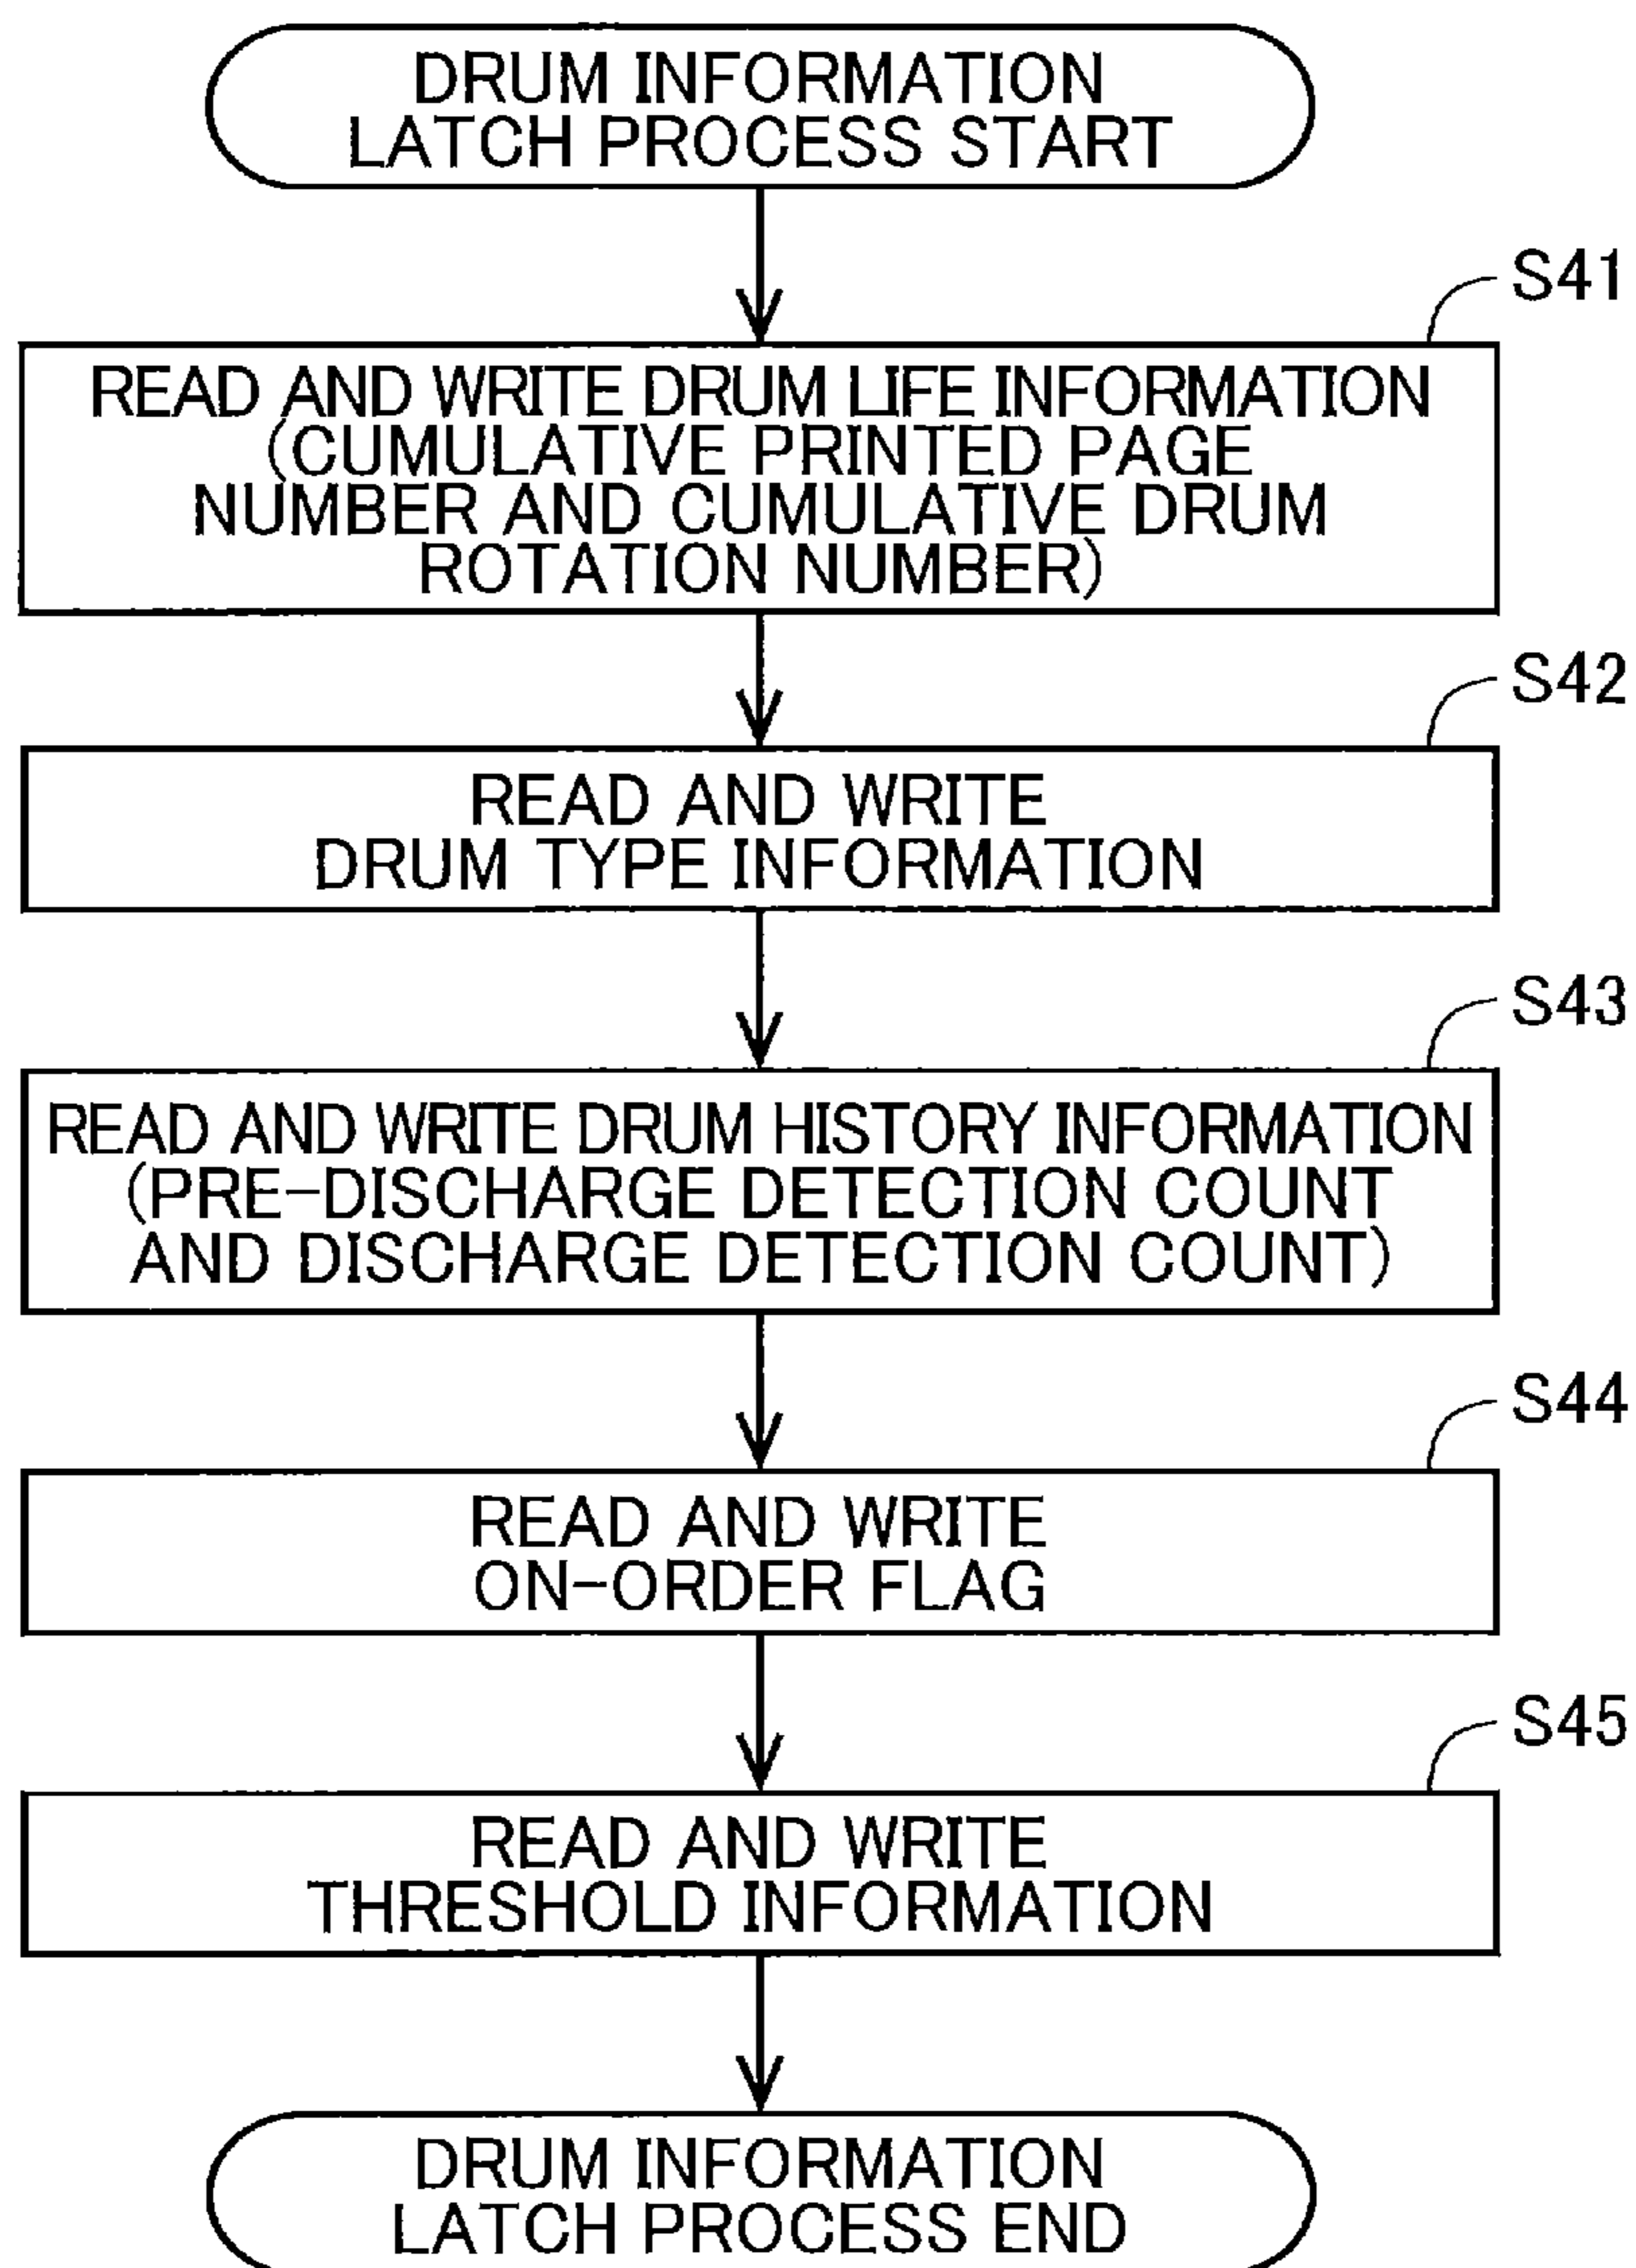 DRUM INFORMATION
LATCH PROCESS START
S41
READ AND WRITE DRUM LIFE INFORMATION
(CUMULATIVE PRINTED PAGE
NUMBER AND CUMULATIVE DRUM
ROTATION NUMBER)
S42
READ AND WRITE
DRUM TYPE INFORMATION
S43
READ AND WRITE DRUM HISTORY INFORMATION
(PRE-DISCHARGE DETECTION COUNT
AND DISCHARGE DETECTION COUNT)
S44
READ AND WRITE
ON-ORDER FLAG
S45
READ AND WRITE
THRESHOLD INFORMATION
DRUM INFORMATION
LATCH PROCESS END